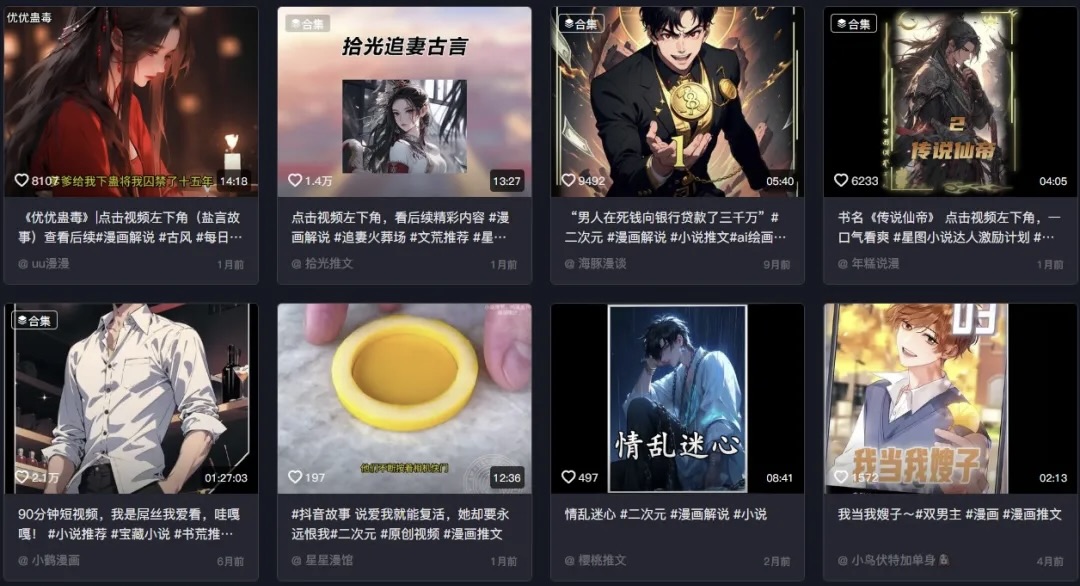 优优蛊毒
8107
爹给我下蛊将我囚禁了十五年
14:18
《优优蛊毒》|点击视频左下角（盐言故
事）查看后续#漫画解说 #古风 #每日…
@ uu漫漫
1月前
合集
拾光追妻古言
1.4万
13:27
点击视频左下角，看后续精彩内容 #漫
画解说 #追妻火葬场 #文荒推荐 #星…
@ 拾光推文
1月前
合集
1
9492
05:40
“男人在死钱向银行贷款了三千万”#
二次元 #漫画解说 #小说推文#ai绘画…
@ 海豚漫谈
9月前
合集
2
传说仙帝
6233
04:05
书名《传说仙帝》 点击视频左下角，一
口气看爽 #星图小说达人激励计划 #…
@ 年糕说漫
1月前
合集
2.1万
01:27:03
90分钟短视频，我是屌丝我爱看，哇嘎
嘎！ #小说推荐 #宝藏小说 #书荒推…
@ 小鹤漫画
6月前
197
12:36
#抖音故事 说爱我就能复活，她却要永
远恨我#二次元 #原创视频 #漫画推文
@ 星星漫馆
1月前
情乱迷心
497
08:41
情乱迷心 #二次元 #漫画解说 #小说
@ 樱桃推文
2月前
03
我当我嫂子
1572
02:13
我当我嫂子～#双男主 #漫画 #漫画推文
@ 小鸟伏特加单身
4月前